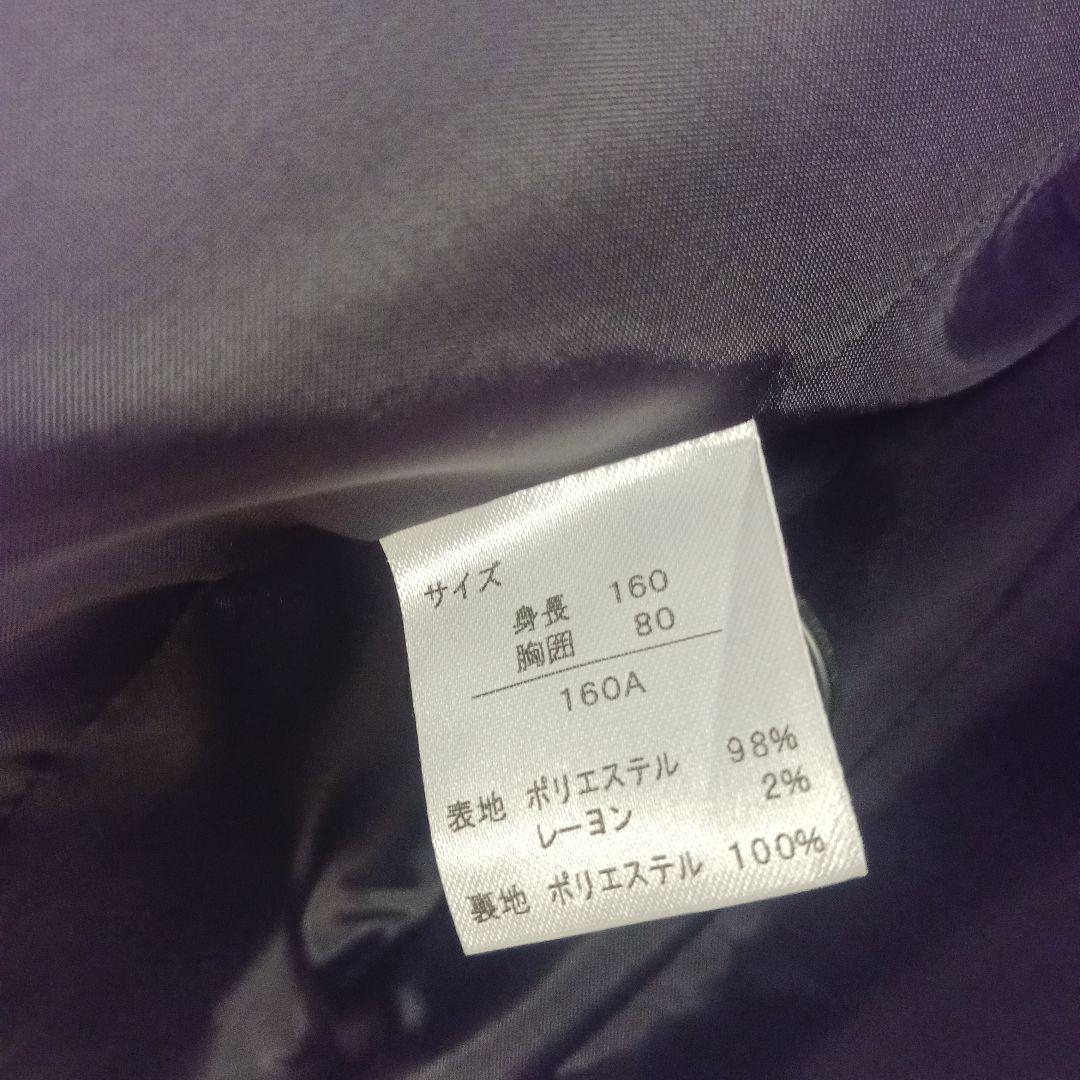 サイズ
身長 160
胸囲 80
160A
表地 ポリエステル 98%
レーヨン 2%
裏地 ポリエステル 100%